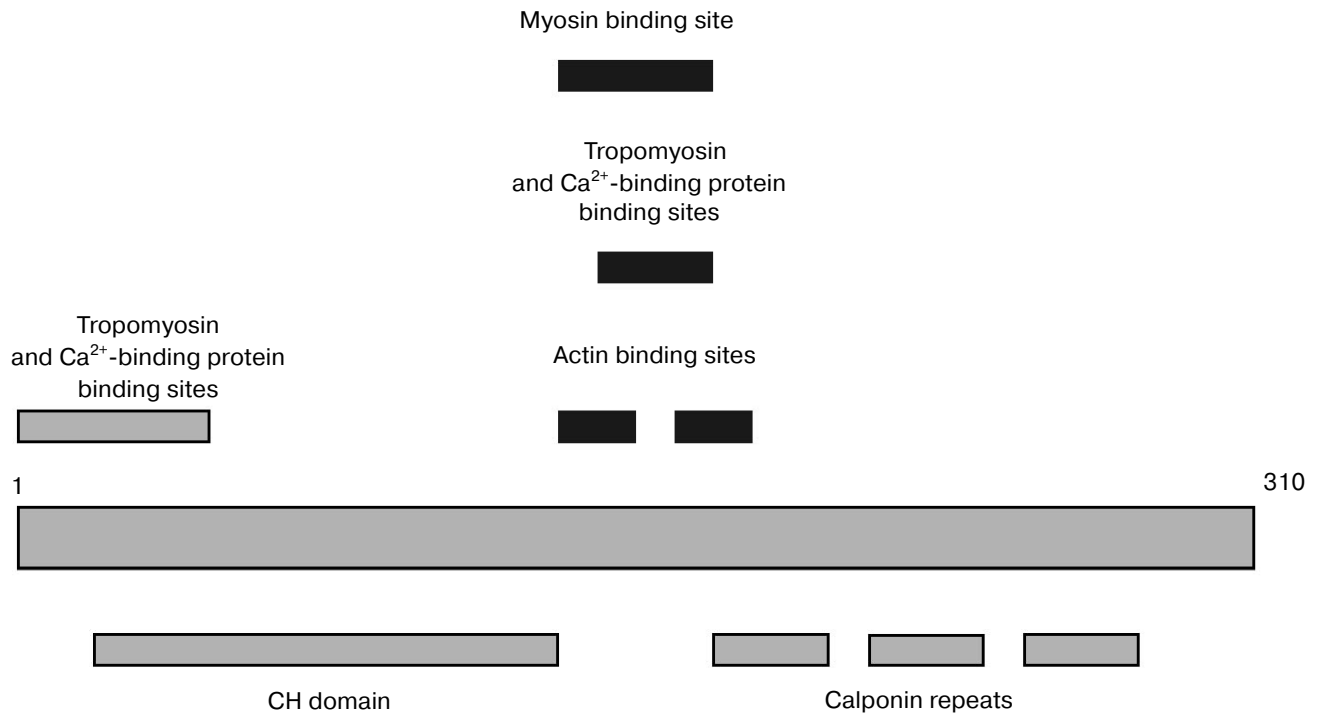 Myosin binding site
Tropomyosin
and Ca²⁺-binding protein
binding sites
Tropomyosin
and Ca²⁺-binding protein
binding sites
Actin binding sites
1
310
CH domain
Calponin repeats